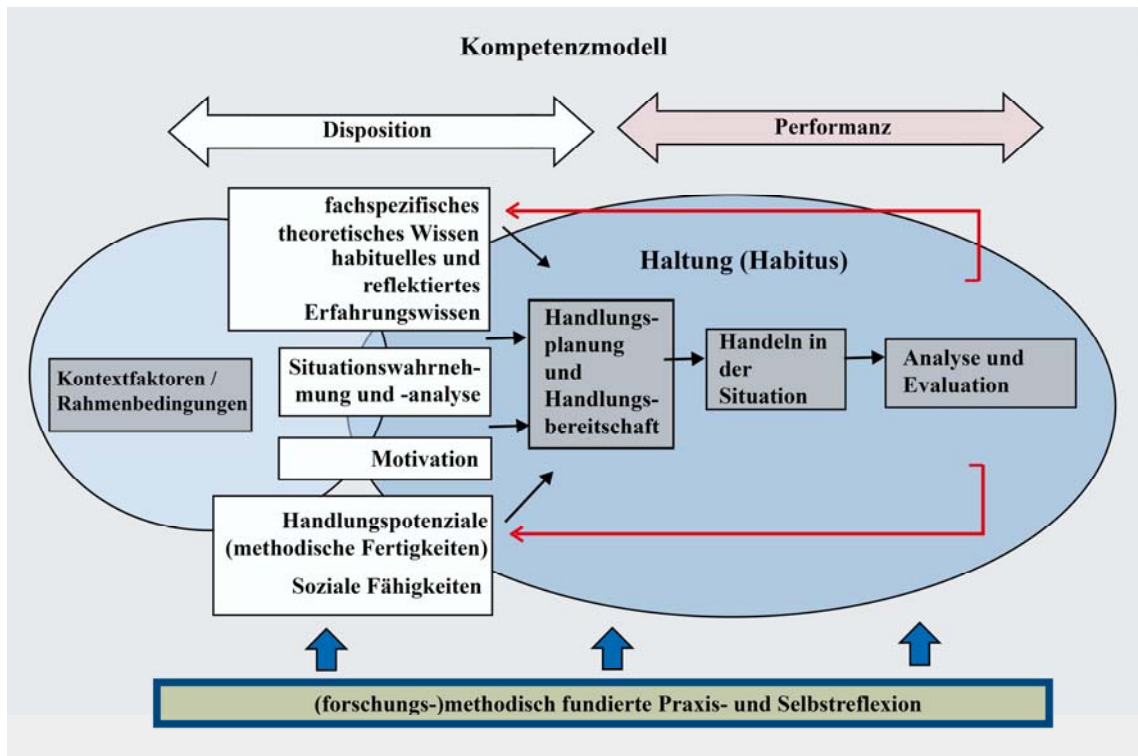 Kompetenzmodell
Disposition
Performanz
fachspezifisches
theoretisches Wissen
habituelles und
reflektiertes
Erfahrungswissen
Haltung (Habitus)
Kontextfaktoren /
Rahmenbedingungen
Situationswahrneh-
mung und -analyse
Motivation
Handlungspotenziale
(methodische Fertigkeiten)
Soziale Fähigkeiten
Handlungs-
planung
und
Handlungs-
bereitschaft
Handeln in
der
Situation
Analyse und
Evaluation
(forschungs-)methodisch fundierte Praxis- und Selbstreflexion